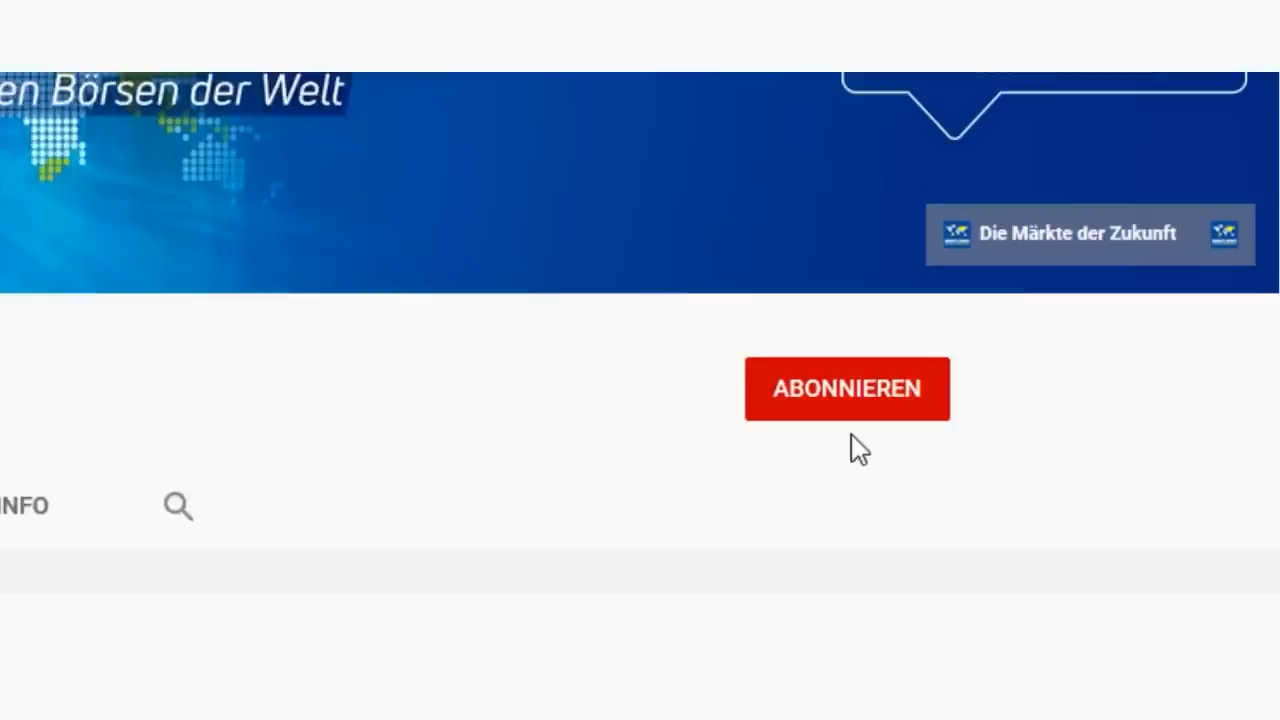 en Börsen der Welt
Die Märkte der Zukunft
ABONNIEREN
INFO